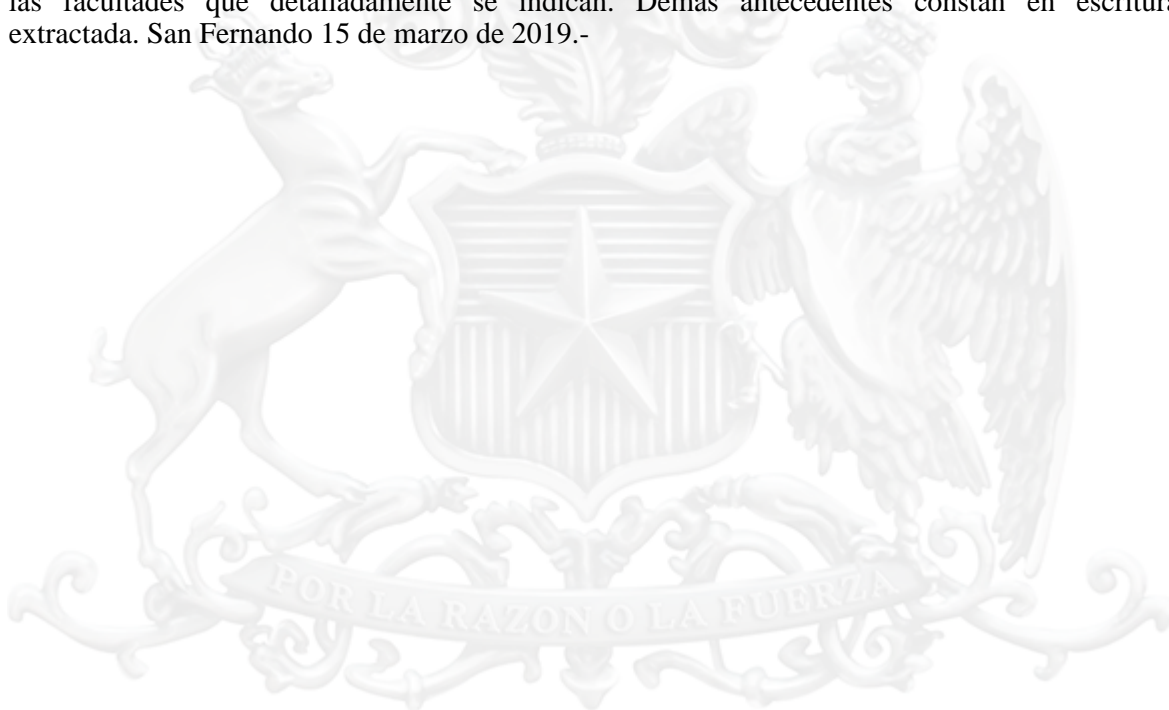 las facultades que detalladamente se indican. Demás antecedentes constan en escritura
extractada. San Fernando 15 de marzo de 2019.-
POR LA RAZON O LA FUERZA